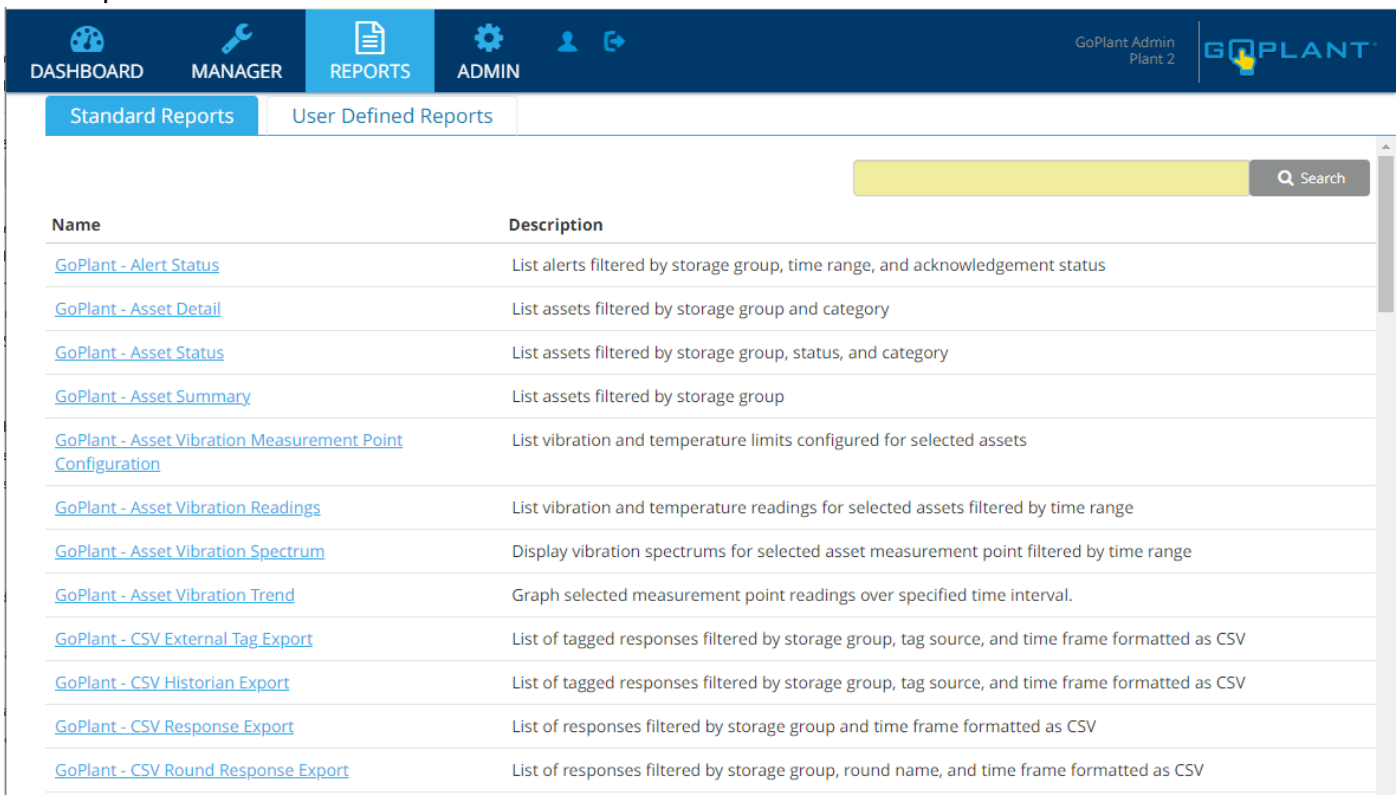 DASHBOARD MANAGER REPORTS ADMIN GoPlant Admin
Plant 2
GOPLANT
Standard Reports User Defined Reports
Search
Name Description
GoPlant - Alert Status List alerts filtered by storage group, time range, and acknowledgement status
GoPlant - Asset Detail List assets filtered by storage group and category
GoPlant - Asset Status List assets filtered by storage group, status, and category
GoPlant - Asset Summary List assets filtered by storage group
GoPlant - Asset Vibration Measurement Point List vibration and temperature limits configured for selected assets
Configuration
GoPlant - Asset Vibration Readings List vibration and temperature readings for selected assets filtered by time range
GoPlant - Asset Vibration Spectrum Display vibration spectrums for selected asset measurement point filtered by time range
GoPlant - Asset Vibration Trend Graph selected measurement point readings over specified time interval.
GoPlant - CSV External Tag Export List of tagged responses filtered by storage group, tag source, and time frame formatted as CSV
GoPlant - CSV Historian Export List of tagged responses filtered by storage group, tag source, and time frame formatted as CSV
GoPlant - CSV Response Export List of responses filtered by storage group and time frame formatted as CSV
GoPlant - CSV Round Response Export List of responses filtered by storage group, round name, and time frame formatted as CSV